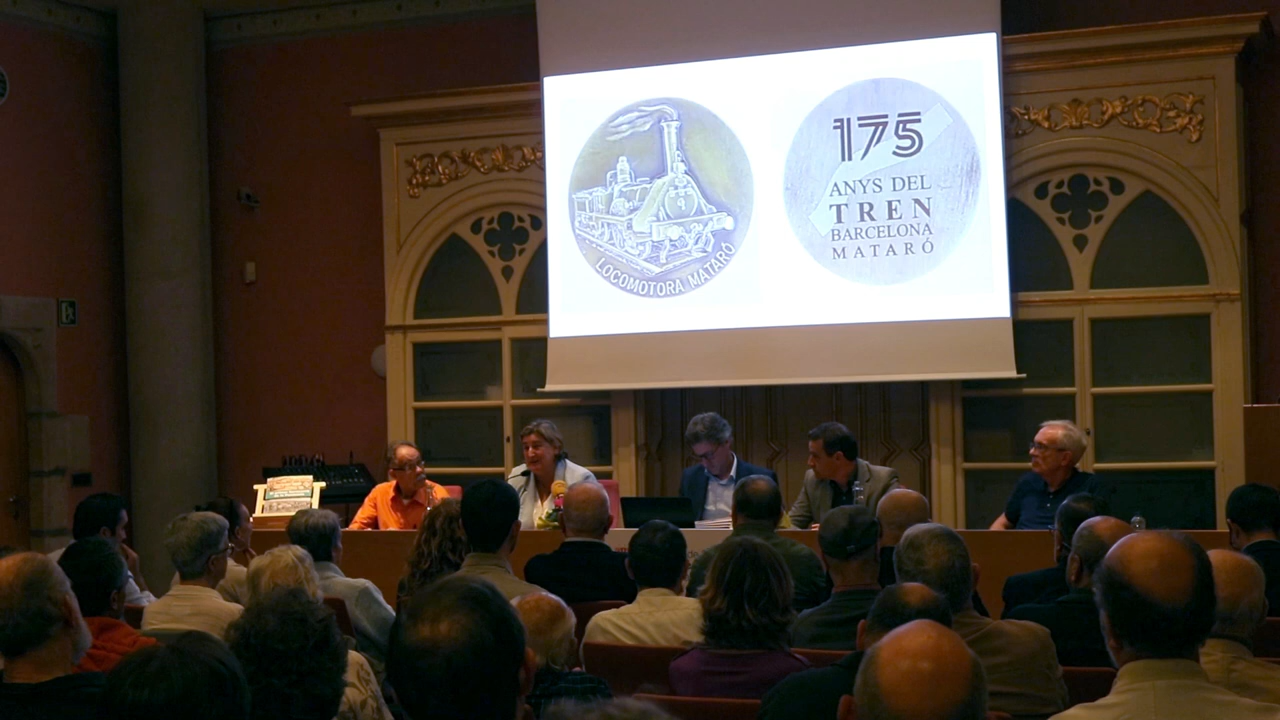 LOCOMOTORA MATARÓ
175
ANYS DEL
TREN
BARCELONA
MATARÓ